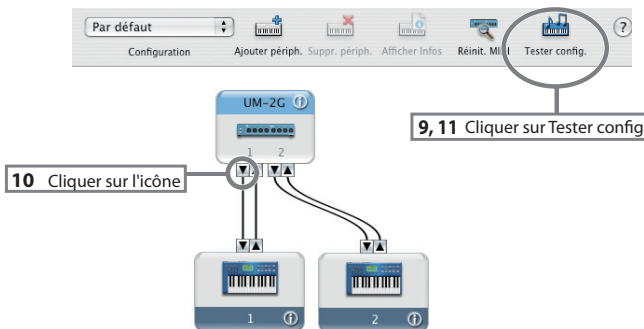 Par défaut
?
Configuration
Ajouter périph.
Suppr. périph.
Afficher Infos
Réinit. MIDI
Tester config.
UM-2G
9, 11 Cliquer sur Tester config
1 2
10 Cliquer sur l'icône
1
2